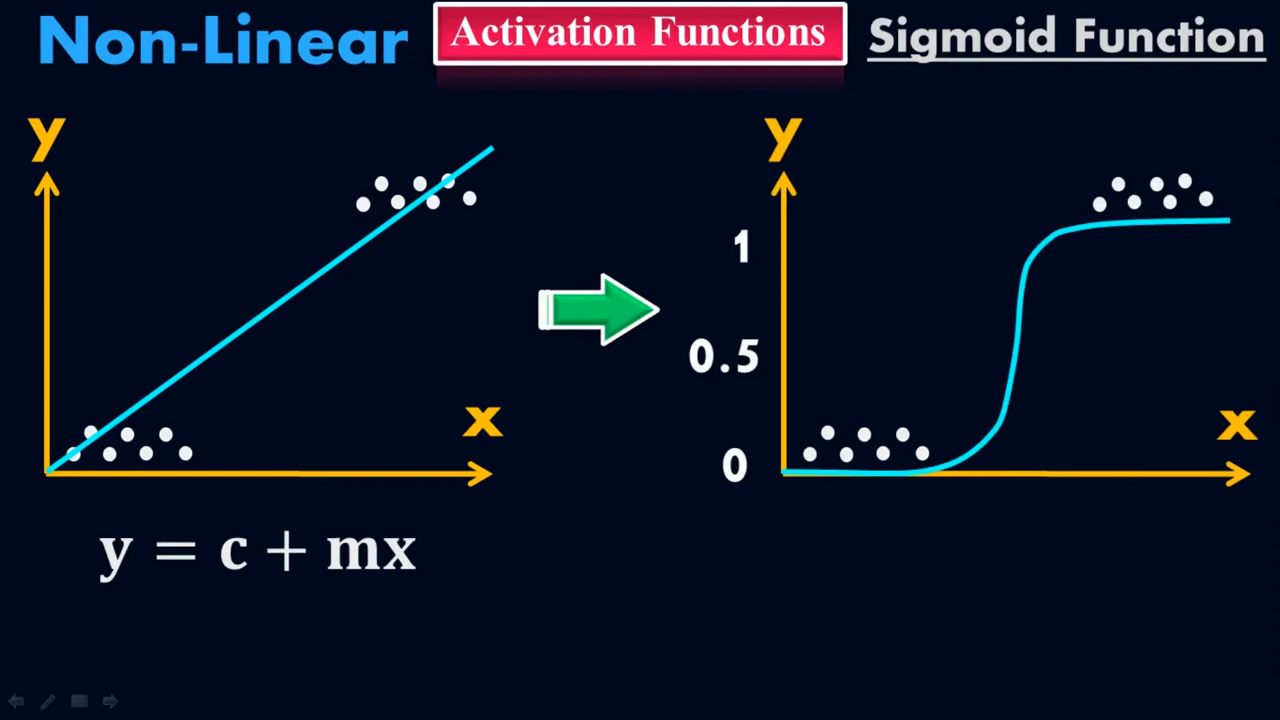 Non-Linear
Activation Functions
Sigmoid Function
y
x
y = c + mx
y
1
0.5
0
x